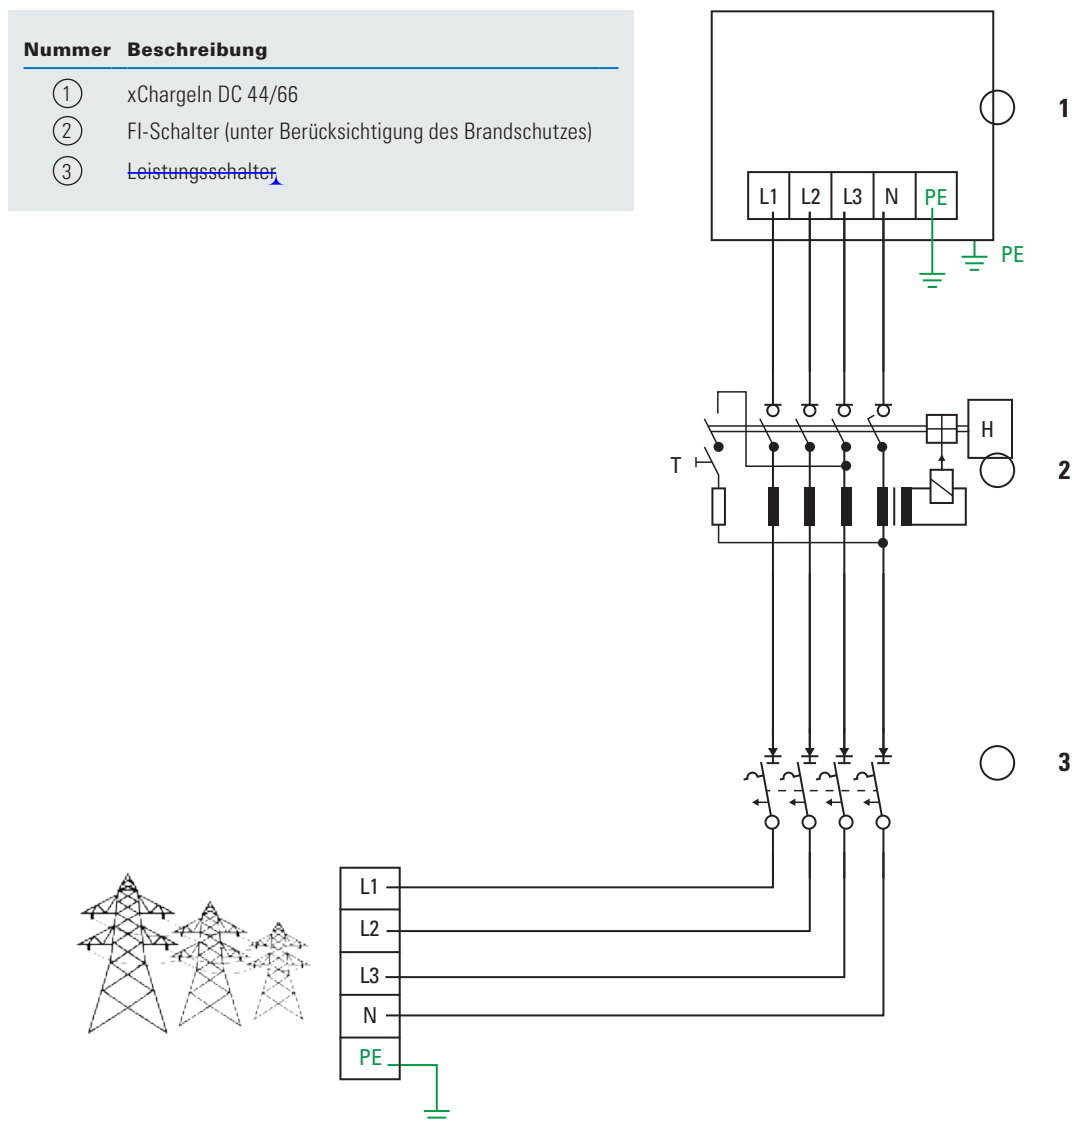 Nummer Beschreibung
1 xChargeIn DC 44/66
2 FI-Schalter (unter Berücksichtigung des Brandschutzes)
3 Leistungsschalter
1
L1 L2 L3 N PE
PE
H
T
2
3
L1
L2
L3
N
PE